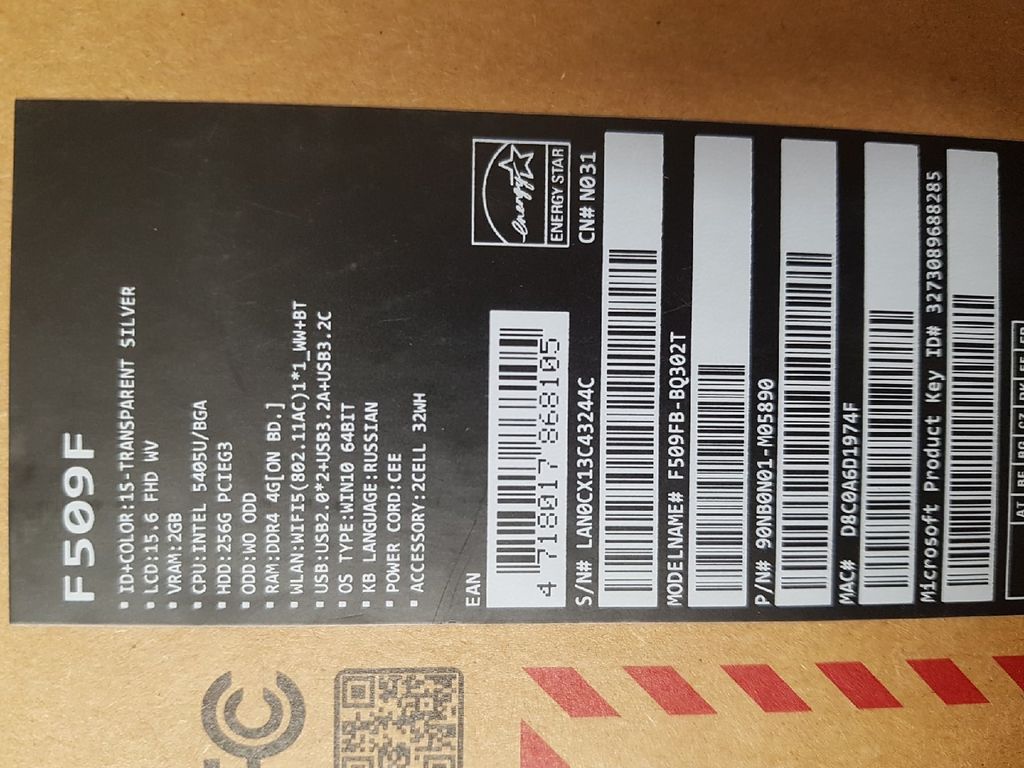 F509F
▪ ID+COLOR:1S-TRANSPARENT SILVER
▪ LCD:15.6 FHD WV
▪ VRAM:2GB
▪ CPU:INTEL 5405U/BGA
▪ HDD:256G PCIEG3
▪ ODD:WO ODD
▪ RAM:DDR4 4G[ON BD.]
▪ WLAN:WIFI5(802.11AC)1*1_WW+BT
▪ USB:USB2.0*2+USB3.2A+USB3.2C
▪ OS TYPE:WIN10 64BIT
▪ KB LANGUAGE:RUSSIAN
▪ POWER CORD:CEE
▪ ACCESSORY:2CELL 32WH
energy
ENERGY STAR
EAN
4 718017 868105
CN# N031
S/N# LAN0CX13C43244C
MODELNAME# F509FB-BQ302T
P/N# 90NB0N01-M05890
MAC# D8C0A6D1974F
Microsoft Product Key ID# 3273089688285